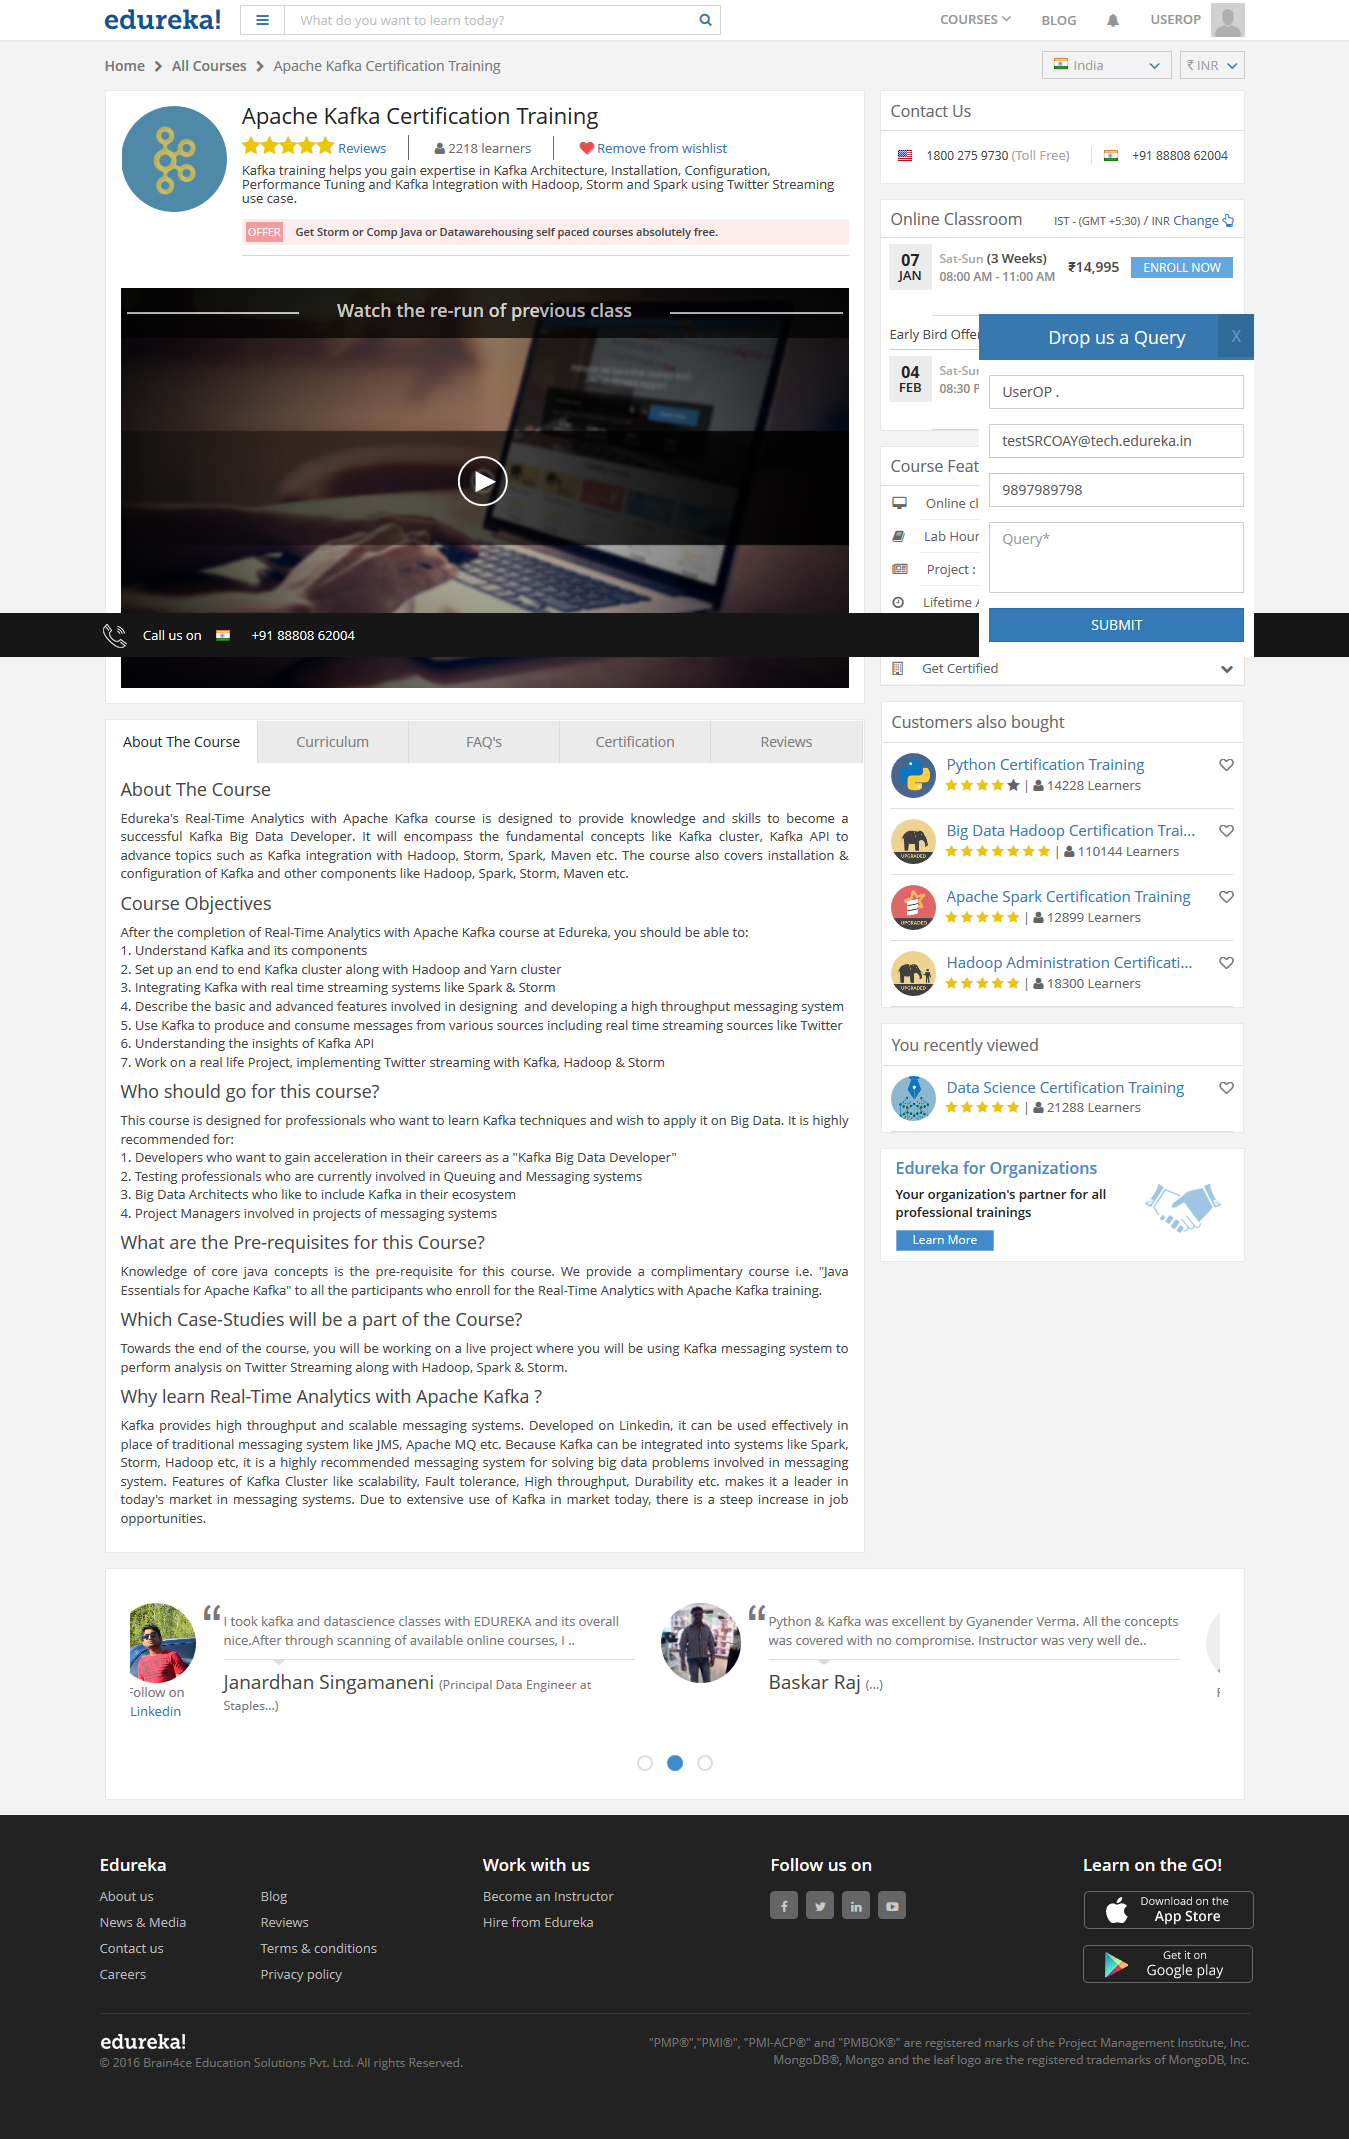 edureka!
What do you want to learn today?
COURSES
BLOG
USEROP
Home > All Courses > Apache Kafka Certification Training
India
₹ INR
Apache Kafka Certification Training
Reviews
2218 learners
Remove from wishlist
Kafka training helps you gain expertise in Kafka Architecture, Installation, Configuration,
Performance Tuning and Kafka Integration with Hadoop, Storm and Spark using Twitter Streaming
use case.
OFFER Get Storm or Comp Java or Datawarehousing self paced courses absolutely free.
Watch the re-run of previous class
Contact Us
1800 275 9730 (Toll Free)
+91 88808 62004
Online Classroom
IST - (GMT +5:30) / INR Change
07 JAN
Sat-Sun (3 Weeks)
08:00 AM - 11:00 AM
₹14,995
ENROLL NOW
Early Bird Offe
04 FEB
Sat-Su
08:30 P
Drop us a Query
X
UserOP .
testSRCOAY@tech.edureka.in
9897989798
Query*
SUBMIT
Course Feat
Online cl
Lab Hour
Project :
Lifetime
Get Certified
Call us on
+91 88808 62004
About The Course
Curriculum
FAQ's
Certification
Reviews
About The Course
Edureka's Real-Time Analytics with Apache Kafka course is designed to provide knowledge and skills to become a
successful Kafka Big Data Developer. It will encompass the fundamental concepts like Kafka cluster, Kafka API to
advance topics such as Kafka integration with Hadoop, Storm, Spark, Maven etc. The course also covers installation &
configuration of Kafka and other components like Hadoop, Spark, Storm, Maven etc.
Course Objectives
After the completion of Real-Time Analytics with Apache Kafka course at Edureka, you should be able to:
1. Understand Kafka and its components
2. Set up an end to end Kafka cluster along with Hadoop and Yarn cluster
3. Integrating Kafka with real time streaming systems like Spark & Storm
4. Describe the basic and advanced features involved in designing and developing a high throughput messaging system
5. Use Kafka to produce and consume messages from various sources including real time streaming sources like Twitter
6. Understanding the insights of Kafka API
7. Work on a real life Project, implementing Twitter streaming with Kafka, Hadoop & Storm
Who should go for this course?
This course is designed for professionals who want to learn Kafka techniques and wish to apply it on Big Data. It is highly
recommended for:
1. Developers who want to gain acceleration in their careers as a "Kafka Big Data Developer"
2. Testing professionals who are currently involved in Queuing and Messaging systems
3. Big Data Architects who like to include Kafka in their ecosystem
4. Project Managers involved in projects of messaging systems
What are the Pre-requisites for this Course?
Knowledge of core java concepts is the pre-requisite for this course. We provide a complimentary course i.e. "Java
Essentials for Apache Kafka" to all the participants who enroll for the Real-Time Analytics with Apache Kafka training.
Which Case-Studies will be a part of the Course?
Towards the end of the course, you will be working on a live project where you will be using Kafka messaging system to
perform analysis on Twitter Streaming along with Hadoop, Spark & Storm.
Why learn Real-Time Analytics with Apache Kafka ?
Kafka provides high throughput and scalable messaging systems. Developed on Linkedin, it can be used effectively in
place of traditional messaging system like JMS, Apache MQ etc. Because Kafka can be integrated into systems like Spark,
Storm, Hadoop etc, it is a highly recommended messaging system for solving big data problems involved in messaging
system. Features of Kafka Cluster like scalability, Fault tolerance, High throughput, Durability etc. makes it a leader in
today's market in messaging systems. Due to extensive use of Kafka in market today, there is a steep increase in job
opportunities.
Customers also bought
Python Certification Training
| 14228 Learners
Big Data Hadoop Certification Trai...
| 110144 Learners
UPGRADED
Apache Spark Certification Training
| 12899 Learners
UPGRADED
Hadoop Administration Certificati...
| 18300 Learners
UPGRADED
You recently viewed
Data Science Certification Training
| 21288 Learners
Edureka for Organizations
Your organization's partner for all
professional trainings
Learn More
“ I took kafka and datascience classes with EDUREKA and its overall
nice.After through scanning of available online courses, I ..
Janardhan Singamaneni (Principal Data Engineer at
Staples...)
Follow on
Linkedin
“ Python & Kafka was excellent by Gyanender Verma. All the concepts
was covered with no compromise. Instructor was very well de..
Baskar Raj (...)
F
Edureka
About us
News & Media
Contact us
Careers
Blog
Reviews
Terms & conditions
Privacy policy
Work with us
Become an Instructor
Hire from Edureka
Follow us on
Learn on the GO!
Download on the
App Store
Get it on
Google play
edureka!
© 2016 Brain4ce Education Solutions Pvt. Ltd. All rights Reserved.
"PMP®","PMI®", "PMI-ACP®" and "PMBOK®" are registered marks of the Project Management Institute, Inc.
MongoDB®, Mongo and the leaf logo are the registered trademarks of MongoDB, Inc.